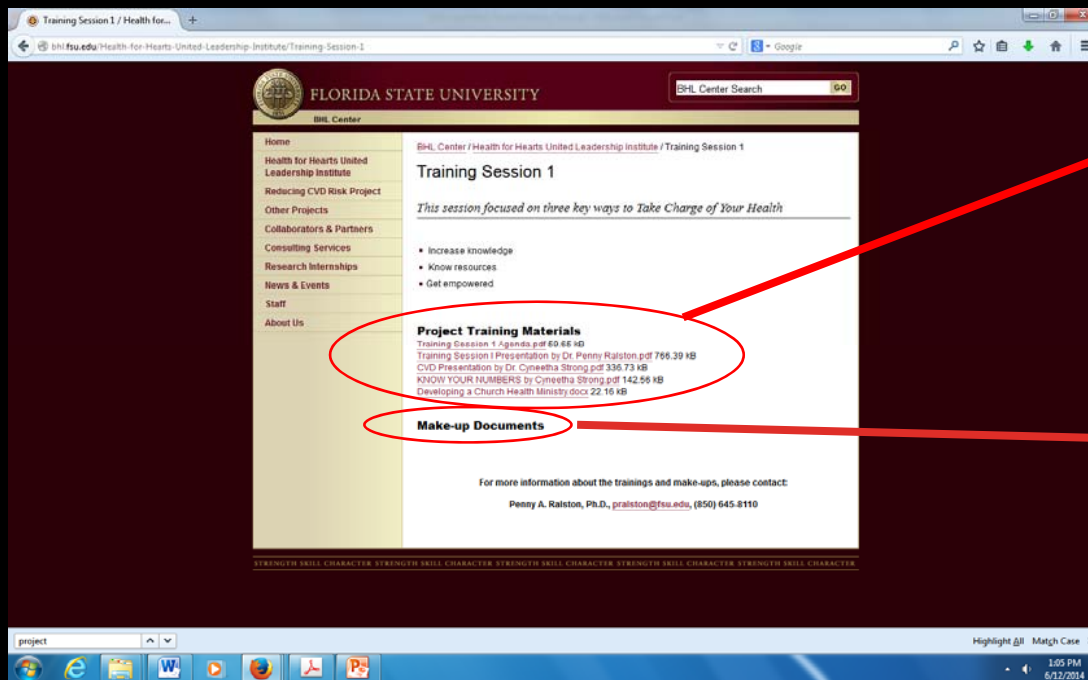 Training Session 1 / Health for...
bhl.fsu.edu/Health-for-Hearts-United-Leadership-Institute/Training-Session-1
Google
FLORIDA STATE UNIVERSITY
BHL Center Search
GO
BHL Center
Home
Health for Hearts United
Leadership Institute
Reducing CVD Risk Project
Other Projects
Collaborators & Partners
Consulting Services
Research Internships
News & Events
Staff
About Us
BHL Center / Health for Hearts United Leadership Institute / Training Session 1
Training Session 1
This session focused on three key ways to Take Charge of Your Health
• Increase knowledge
• Know resources
• Get empowered
Project Training Materials
Training Session 1 Agenda.pdf 59.65 kB
Training Session I Presentation by Dr. Penny Ralston.pdf 766.39 kB
CVD Presentation by Dr. Cyneetha Strong.pdf 336.73 kB
KNOW YOUR NUMBERS by Cyneetha Strong.pdf 142.56 kB
Developing a Church Health Ministry.docx 22.16 kB
Make-up Documents
For more information about the trainings and make-ups, please contact:
Penny A. Ralston, Ph.D., pralston@fsu.edu, (850) 645-8110
STRENGTH SKILL CHARACTER STRENGTH SKILL CHARACTER STRENGTH SKILL CHARACTER STRENGTH SKILL CHARACTER STRENGTH SKILL CHARACTER
project
Highlight All Match Case
1:05 PM
6/12/2014